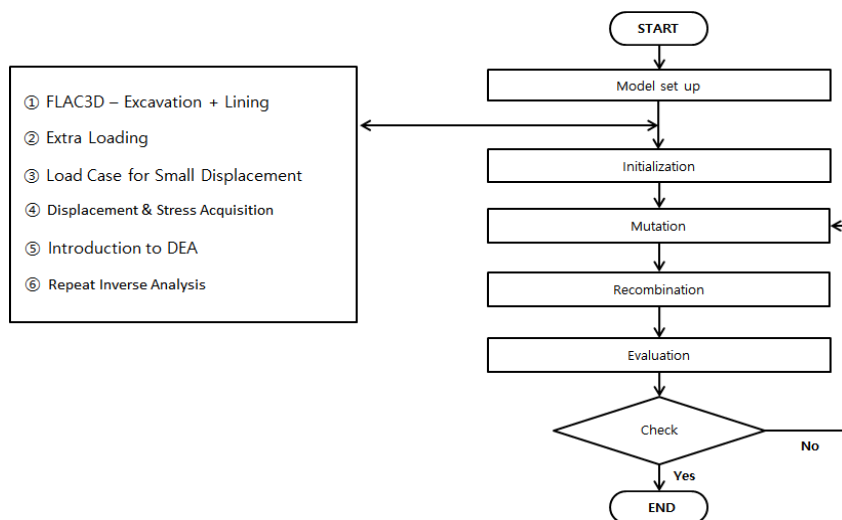 START
Model set up
① FLAC3D – Excavation + Lining
② Extra Loading
③ Load Case for Small Displacement
④ Displacement & Stress Acquisition
⑤ Introduction to DEA
⑥ Repeat Inverse Analysis
Initialization
Mutation
Recombination
Evaluation
Check
No
Yes
END